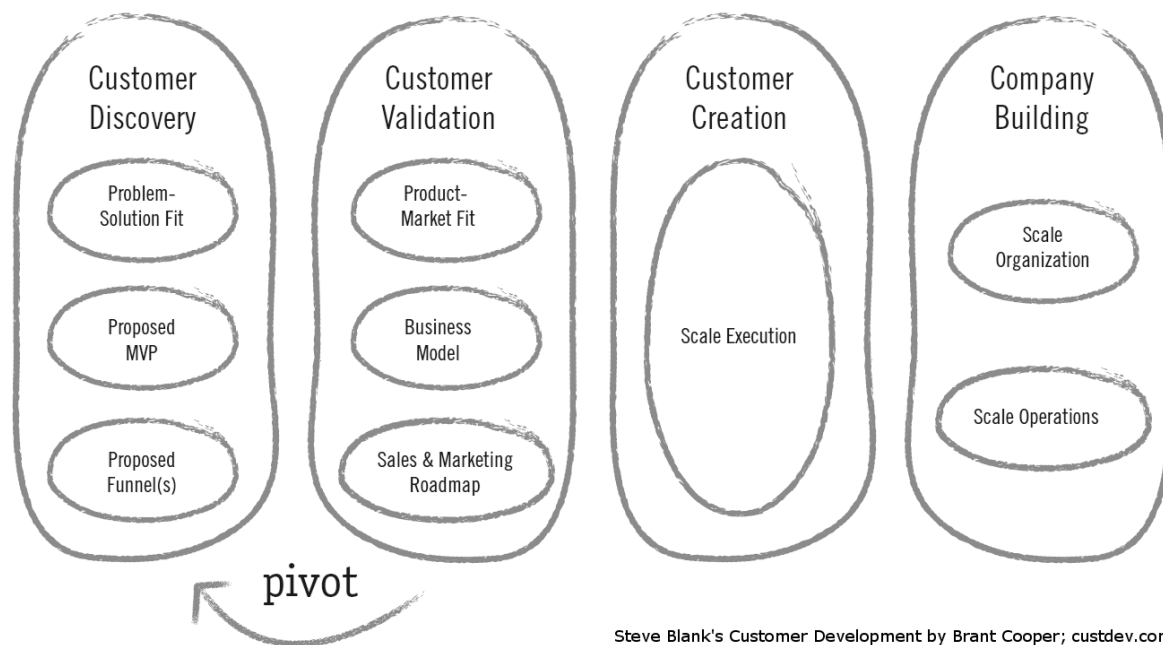 Customer
Discovery
Problem-
Solution Fit
Proposed
MVP
Proposed
Funnel(s)
Customer
Validation
Product-
Market Fit
Business
Model
Sales & Marketing
Roadmap
Customer
Creation
Scale Execution
Company
Building
Scale
Organization
Scale Operations
pivot
Steve Blank's Customer Development by Brant Cooper; custdev.com